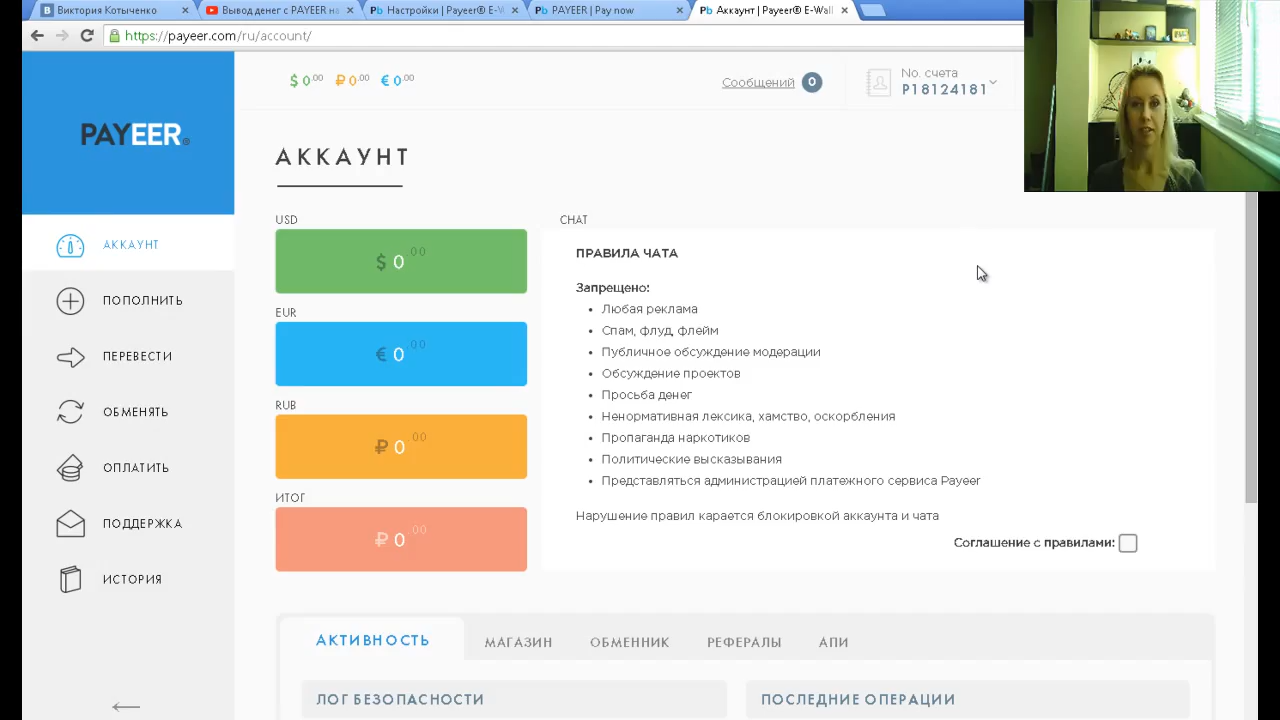 Виктория Котыченко
Вывод денег с PAYEER на
Настройки | Payeer® E-W
PAYEER | Pay now
Аккаунт | Payeer® E-Wall
https://payeer.com/ru/account/
$ 0.00 ₽ 0.00 € 0.00
Сообщений 0
No. счета
P18124181
PAYEER
АККАУНТ
АККАУНТ
ПОПОЛНИТЬ
ПЕРЕВЕСТИ
ОБМЕНЯТЬ
ОПЛАТИТЬ
ПОДДЕРЖКА
ИСТОРИЯ
USD
$ 0.00
EUR
€ 0.00
RUB
₽ 0.00
ИТОГ
₽ 0.00
CHAT
ПРАВИЛА ЧАТА
Запрещено:
• Любая реклама
• Спам, флуд, флейм
• Публичное обсуждение модерации
• Обсуждение проектов
• Просьба денег
• Ненормативная лексика, хамство, оскорбления
• Пропаганда наркотиков
• Политические высказывания
• Представляться администрацией платежного сервиса Payeer
Нарушение правил карается блокировкой аккаунта и чата
Соглашение с правилами:
АКТИВНОСТЬ МАГАЗИН ОБМЕННИК РЕФЕРАЛЫ АПИ
ЛОГ БЕЗОПАСНОСТИ
ПОСЛЕДНИЕ ОПЕРАЦИИ